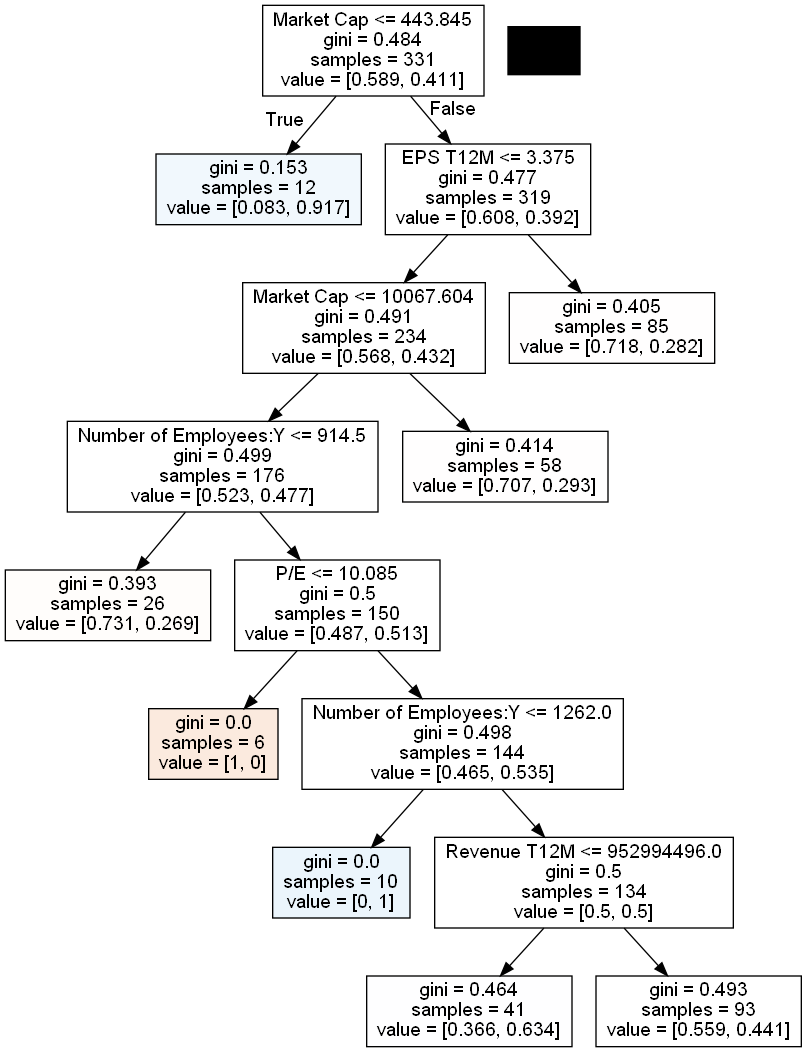 Market Cap <= 443.845
gini = 0.484
samples = 331
value = [0.589, 0.411]
True
False
gini = 0.153
samples = 12
value = [0.083, 0.917]
EPS T12M <= 3.375
gini = 0.477
samples = 319
value = [0.608, 0.392]
Market Cap <= 10067.604
gini = 0.491
samples = 234
value = [0.568, 0.432]
gini = 0.405
samples = 85
value = [0.718, 0.282]
Number of Employees:Y <= 914.5
gini = 0.499
samples = 176
value = [0.523, 0.477]
gini = 0.414
samples = 58
value = [0.707, 0.293]
gini = 0.393
samples = 26
value = [0.731, 0.269]
P/E <= 10.085
gini = 0.5
samples = 150
value = [0.487, 0.513]
gini = 0.0
samples = 6
value = [1, 0]
Number of Employees:Y <= 1262.0
gini = 0.498
samples = 144
value = [0.465, 0.535]
gini = 0.0
samples = 10
value = [0, 1]
Revenue T12M <= 952994496.0
gini = 0.5
samples = 134
value = [0.5, 0.5]
gini = 0.464
samples = 41
value = [0.366, 0.634]
gini = 0.493
samples = 93
value = [0.559, 0.441]